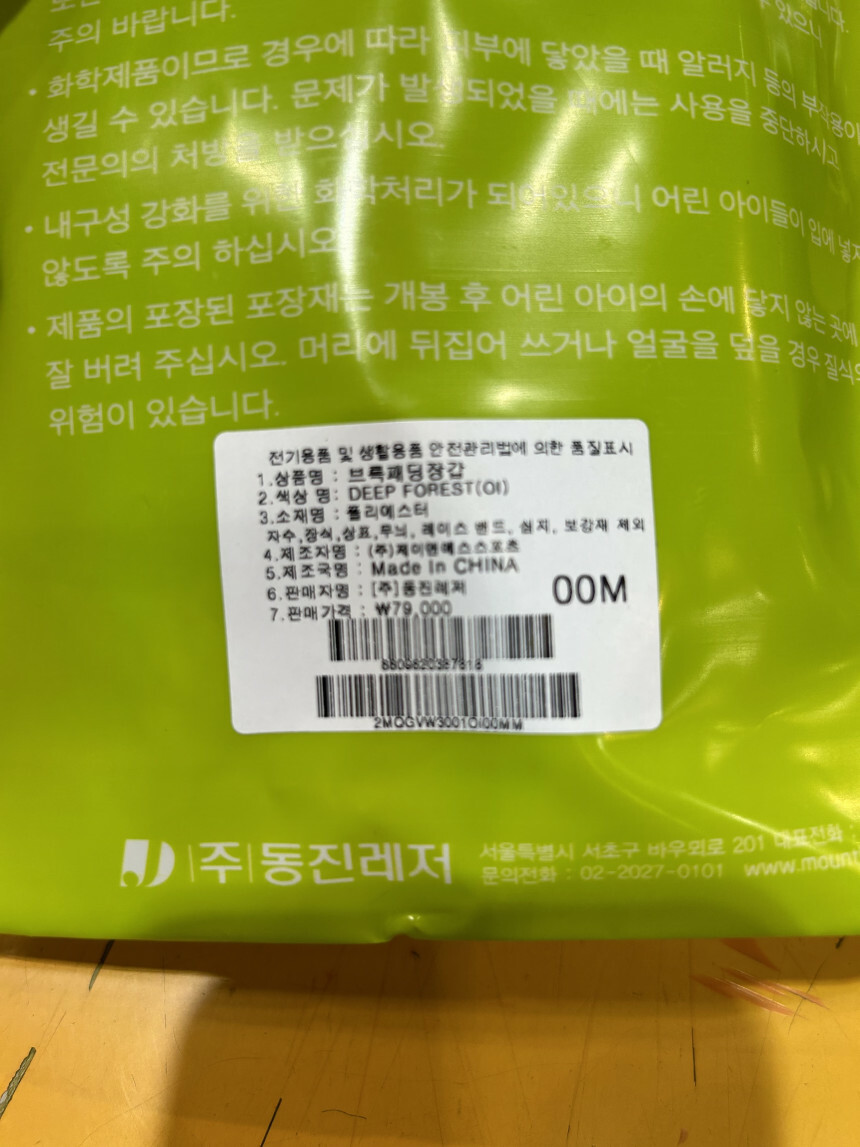 주의 바랍니다.
• 화학제품이므로 경우에 따라 피부에 닿았을 때 알러지 등의 부작용이
생길 수 있습니다. 문제가 발생되었을 때에는 사용을 중단하시고
전문의의 처방을 받으십시오.
• 내구성 강화를 위한 화학처리가 되어있으니 어린 아이들이 입에 넣지
않도록 주의 하십시오
• 제품의 포장된 포장재는 개봉 후 어린 아이의 손에 닿지 않는 곳에
잘 버려 주십시오. 머리에 뒤집어 쓰거나 얼굴을 덮을 경우 질식의
위험이 있습니다.
전기용품 및 생활용품 안전관리법에 의한 품질표시
1.상품명 : 브룩패딩장갑
2.색상 명: DEEP FOREST(OI)
3.소재명 : 폴리에스터
자수,장식,상표,무늬, 레이스 밴드, 심지, 보강재 제외
4.제조자명 : (주)제이앤에스스포츠
5.제조국명 : Made In CHINA
6.판매자명 : [주]동진레저
00M
7.판매가격 : ₩79,000
8809820387818
2MOGVW3001OI00MM
주 동진레저
서울특별시 서초구 바우뫼로 201 대표전화 :
문의전화 : 02-2027-0101 www.mount